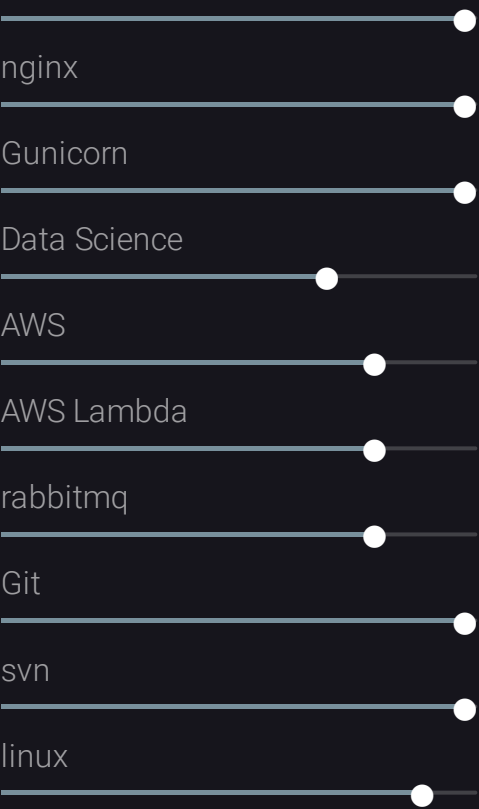 nginx
Gunicorn
Data Science
AWS
AWS Lambda
rabbitmq
Git
svn
linux